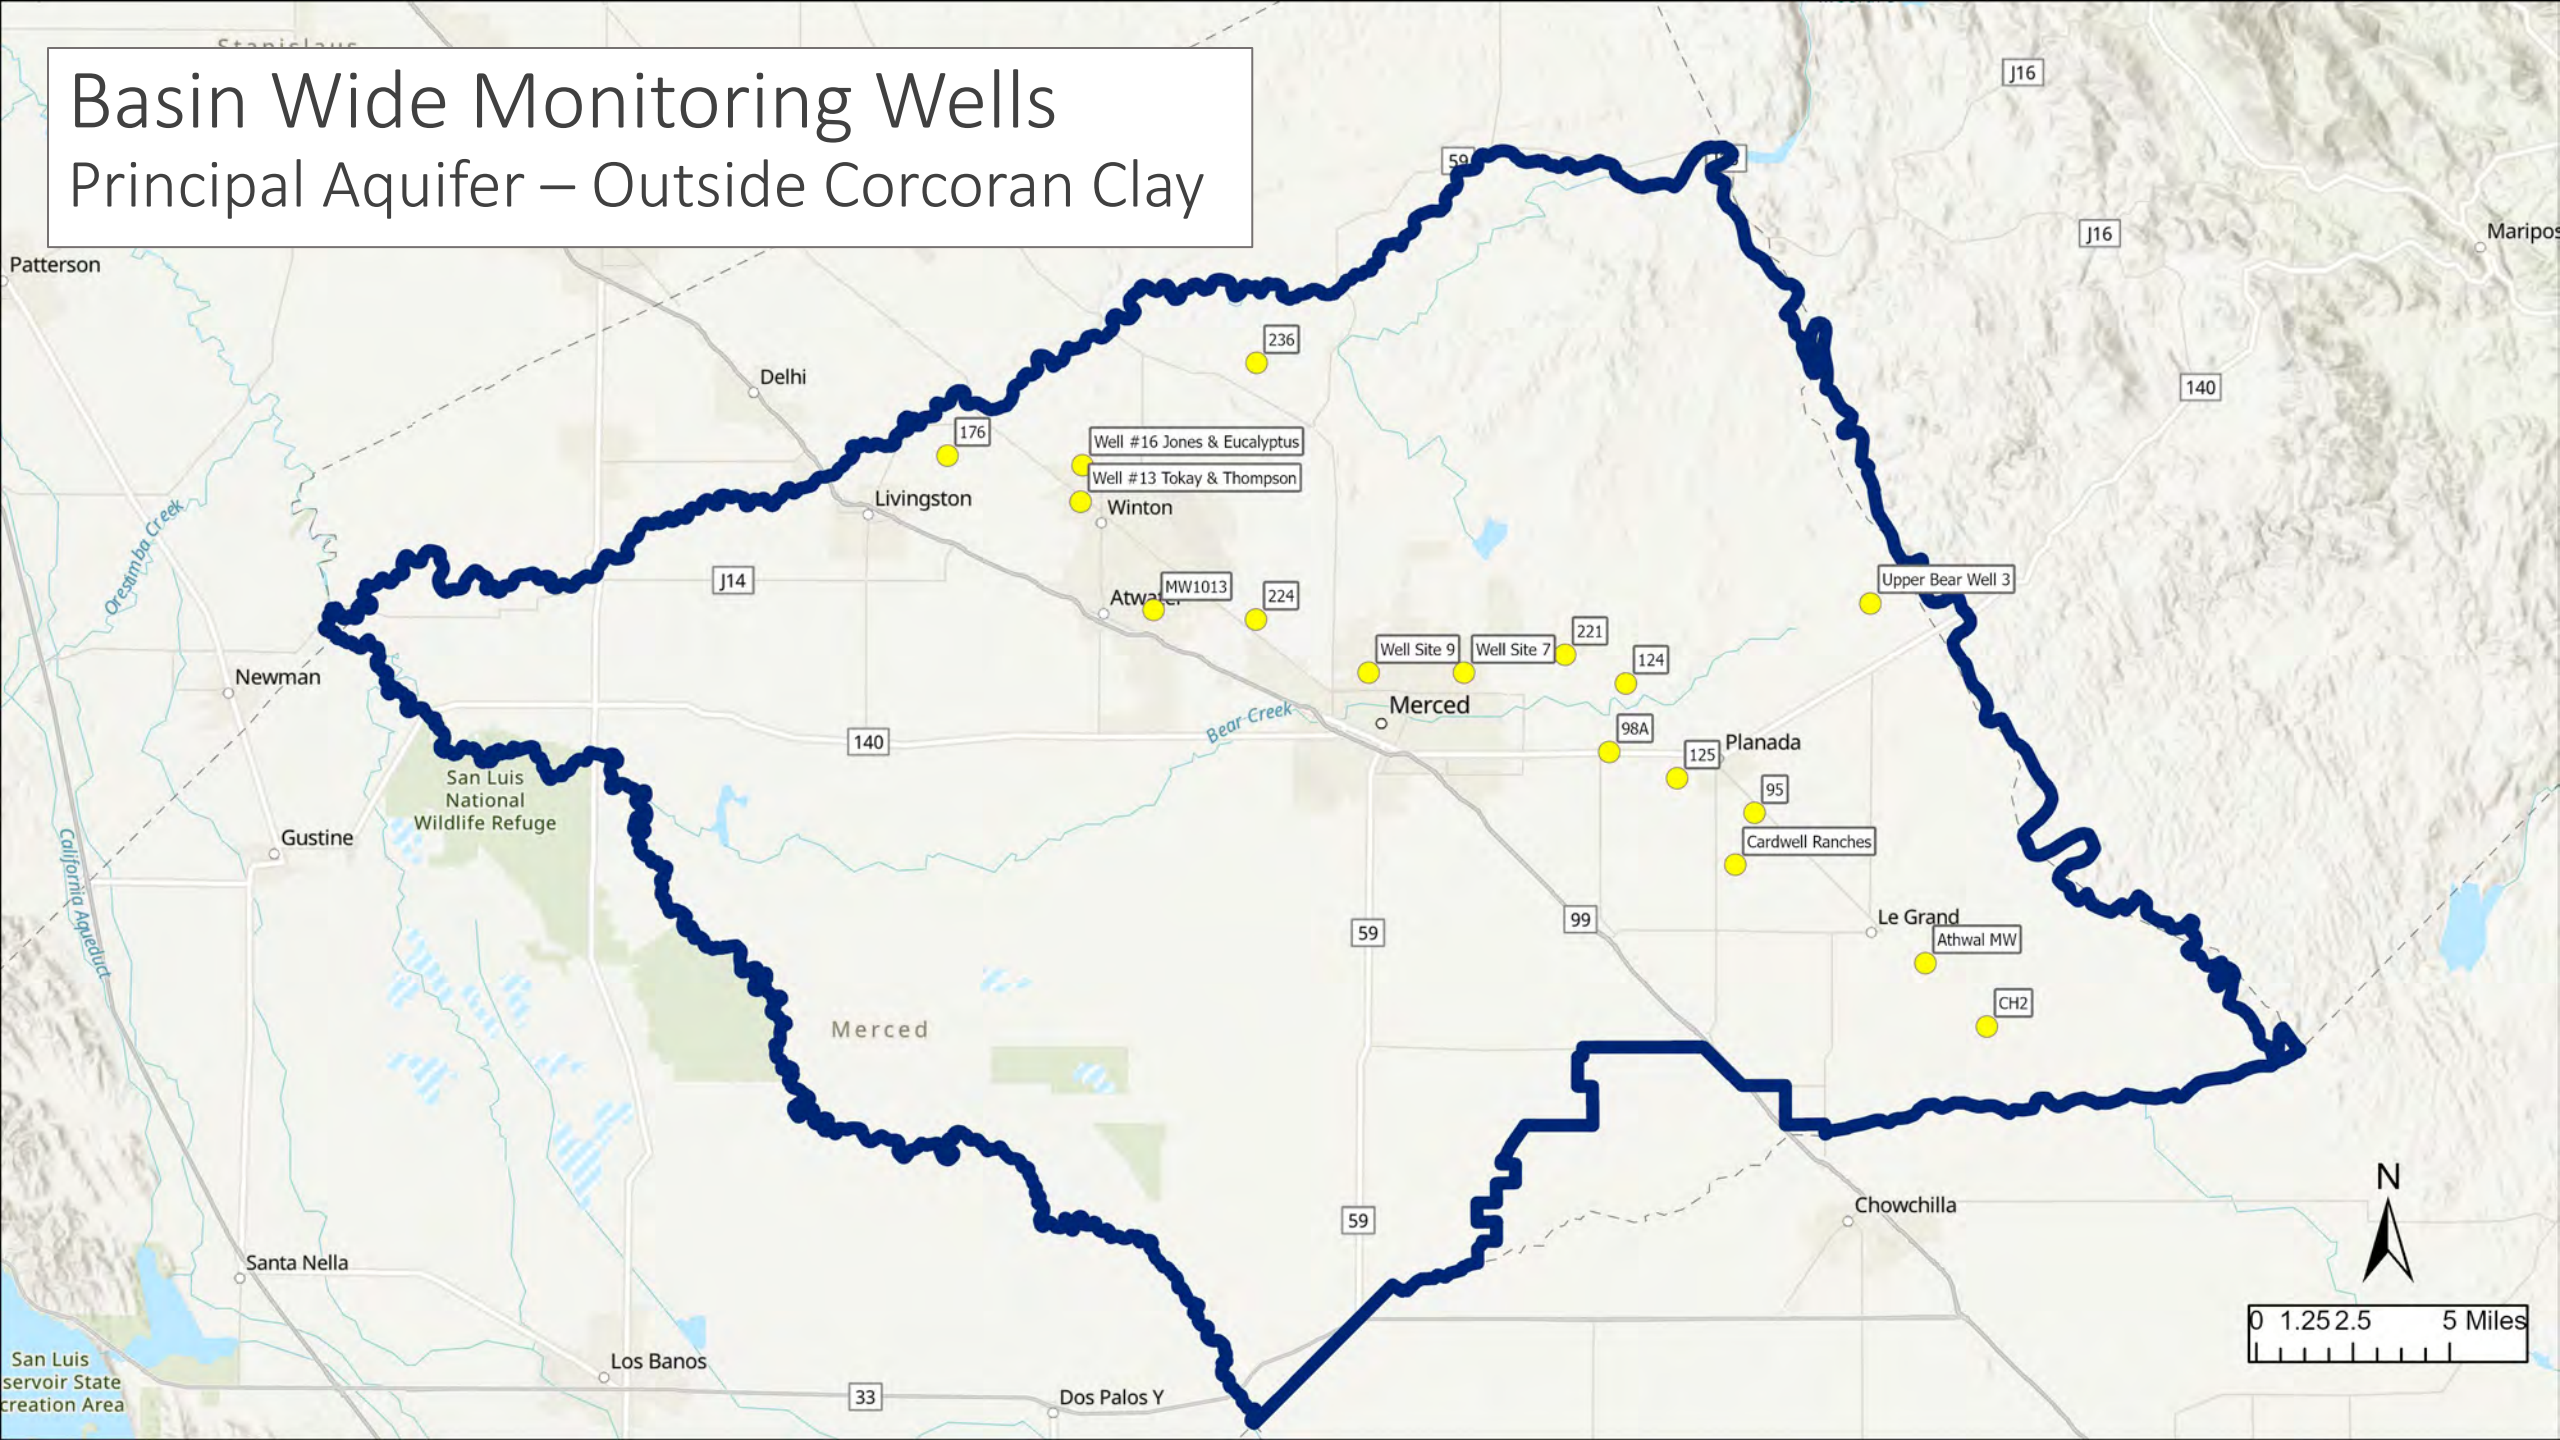 Stanislaus
Basin Wide Monitoring Wells
Principal Aquifer – Outside Corcoran Clay
J16
59
J16
Patterson
Maripos
236
Delhi
140
176
Well #16 Jones & Eucalyptus
Well #13 Tokay & Thompson
Livingston
Winton
Orestimba Creek
J14
MW1013
Atwater
224
Upper Bear Well 3
221
Well Site 9
Well Site 7
124
Newman
Merced
Bear Creek
98A
140
125
Planada
San Luis
National
Wildlife Refuge
95
Gustine
Cardwell Ranches
California Aqueduct
59
99
Le Grand
Athwal MW
CH2
Merced
N
Chowchilla
59
Santa Nella
0 1.25 2.5 5 Miles
San Luis
servoir State
creation Area
Los Banos
33
Dos Palos Y